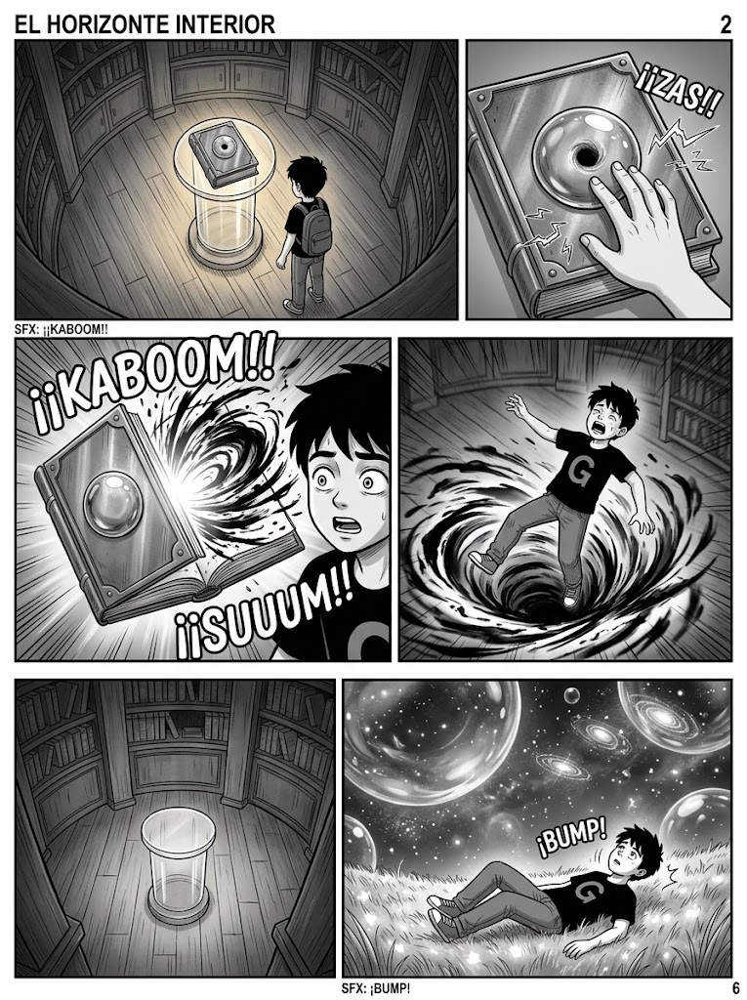 EL HORIZONTE INTERIOR 2
¡¡ZAS!!
SFX: ¡¡KABOOM!!
¡¡KABOOM!!
¡¡SUUUM!!
G
G
¡BUMP!
G
SFX: ¡BUMP!
6